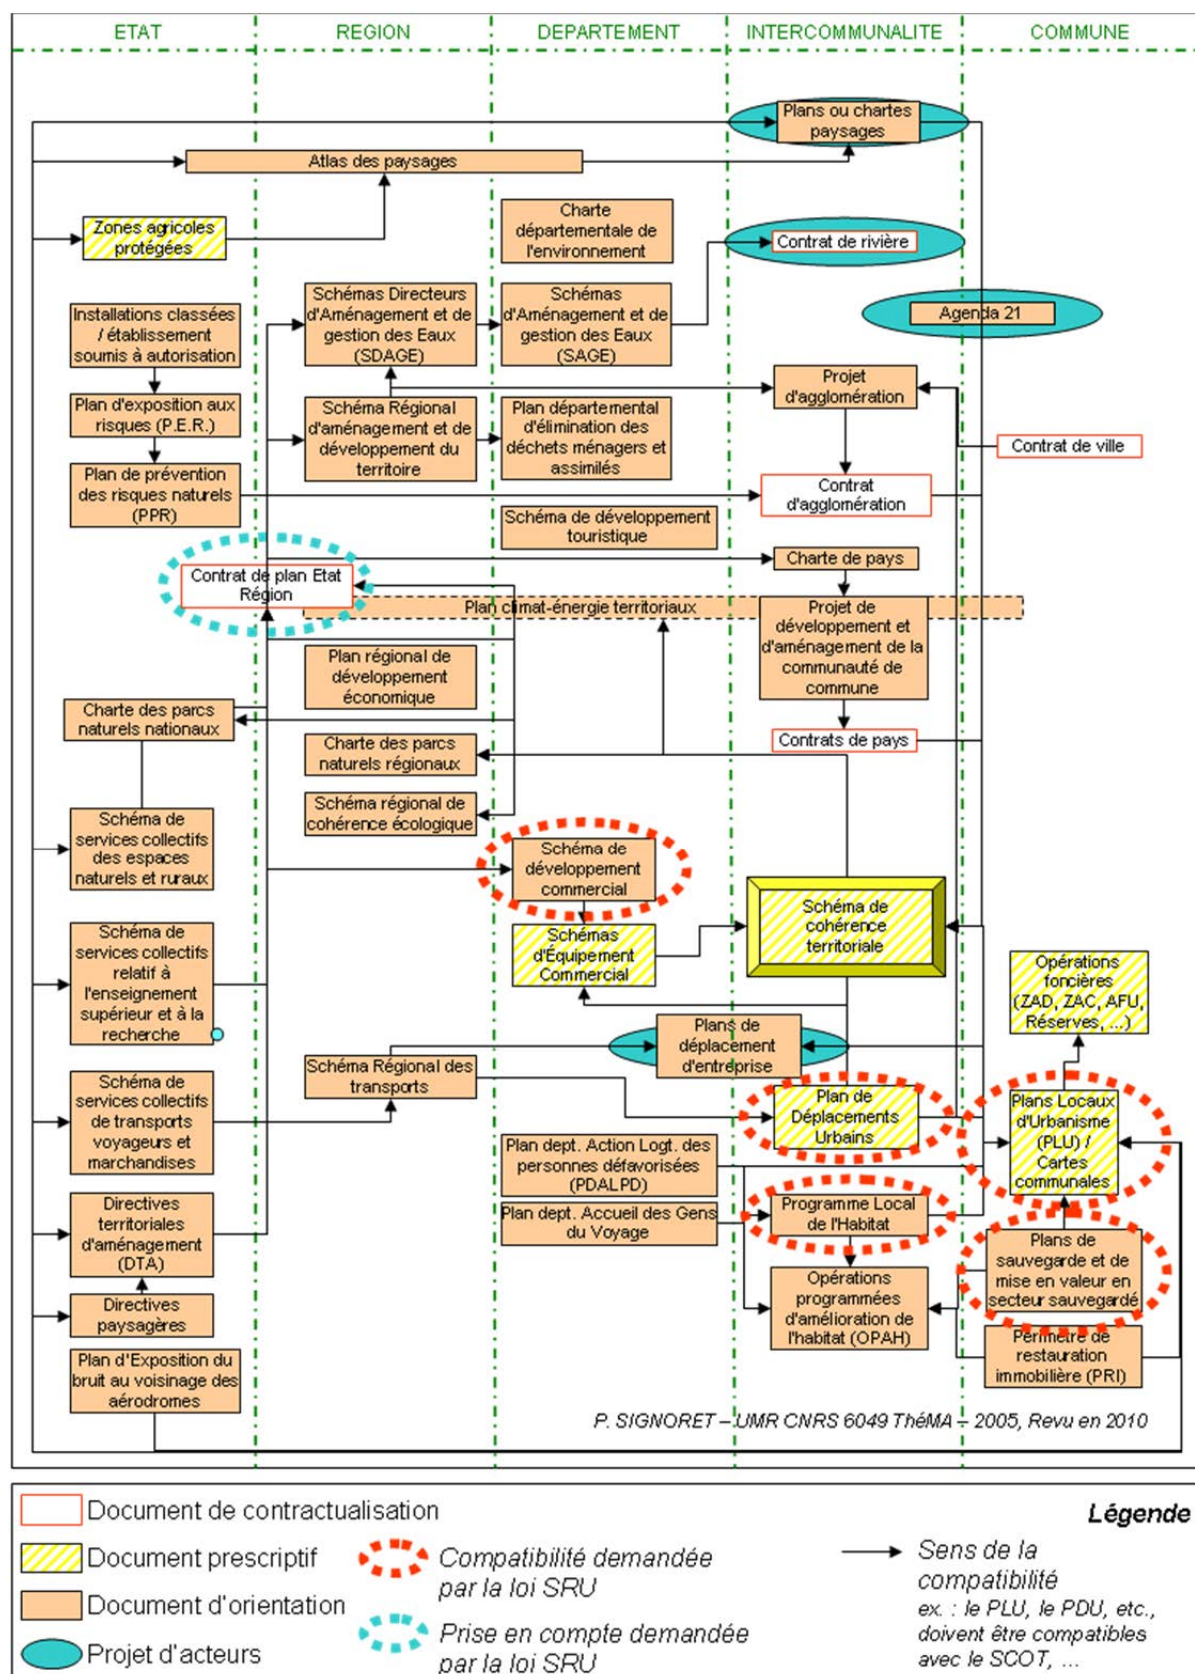 ETAT
REGION
DEPARTEMENT
INTERCOMMUNALITE
COMMUNE
Plans ou chartes
paysages
Atlas des paysages
Zones agricoles
protégées
Charte
départementale de
l'environnement
Contrat de rivière
Installations classées
/ établissement
soumis à autorisation
Schémas Directeurs
d'Aménagement et de
gestion des Eaux
(SDAGE)
Schémas
d'Aménagement et de
gestion des Eaux
(SAGE)
Agenda 21
Plan d'exposition aux
risques (P.E.R.)
Schéma Régional
d'aménagement et de
développement du
territoire
Plan départemental
d'élimination des
déchets ménagers et
assimilés
Projet
d'agglomération
Contrat de ville
Plan de prévention
des risques naturels
(PPR)
Contrat
d'agglomération
Schéma de développement
touristique
Contrat de plan Etat
Région
Charte de pays
Plan climat-énergie territoriaux
Projet de
développement et
d'aménagement de la
communauté de
commune
Plan régional de
développement
économique
Charte des parcs
naturels nationaux
Charte des parcs
naturels régionaux
Contrats de pays
Schéma régional de
cohérence écologique
Schéma de
services collectifs
des espaces
naturels et ruraux
Schéma de
développement
commercial
Schéma de
cohérence
territoriale
Schémas
d'Équipement
Commercial
Schéma de
services collectifs
relatif à
l'enseignement
supérieur et à la
recherche
Opérations
foncières
(ZAD, ZAC, AFU,
Réserves, ...)
Plans de
déplacement
d'entreprise
Schéma Régional des
transports
Schéma de
services collectifs
de transports
voyageurs et
marchandises
Plan de
Déplacements
Urbains
Plans Locaux
d'Urbanisme
(PLU) /
Cartes
communales
Plan dept. Action Logt. des
personnes défavorisées
(PDALPD)
Plan dept. Accueil des Gens
du Voyage
Programme Local
de l'Habitat
Directives
territoriales
d'aménagement
(DTA)
Plans de
sauvegarde et de
mise en valeur en
secteur sauvegardé
Opérations
programmées
d'amélioration de
l'habitat (OPAH)
Directives
paysagères
Périmètre de
restauration
immobilière (PRI)
Plan d'Exposition du
bruit au voisinage des
aérodromes
P. SIGNORET – UMR CNRS 6049 ThéMA – 2005, Revu en 2010
Légende
Document de contractualisation
Document prescriptif
Document d'orientation
Projet d'acteurs
Compatibilité demandée
par la loi SRU
Prise en compte demandée
par la loi SRU
Sens de la
compatibilité
ex. : le PLU, le PDU, etc.,
doivent être compatibles
avec le SCOT, ...